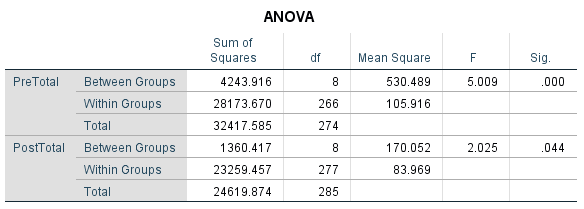 ANOVA
Sum of Squares df Mean Square F Sig.
PreTotal Between Groups 4243.916 8 530.489 5.009 .000
Within Groups 28173.670 266 105.916
Total 32417.585 274
PostTotal Between Groups 1360.417 8 170.052 2.025 .044
Within Groups 23259.457 277 83.969
Total 24619.874 285